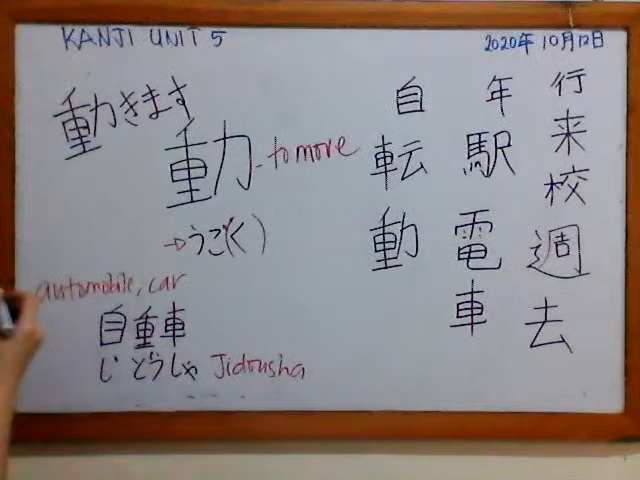 KANJI UNIT 5
2020年10月12日
行来校週去
年駅電車
自転動
動きます
動 - to move
→うご(く)
automobile, car
自重車
じどうしゃ Jidousha